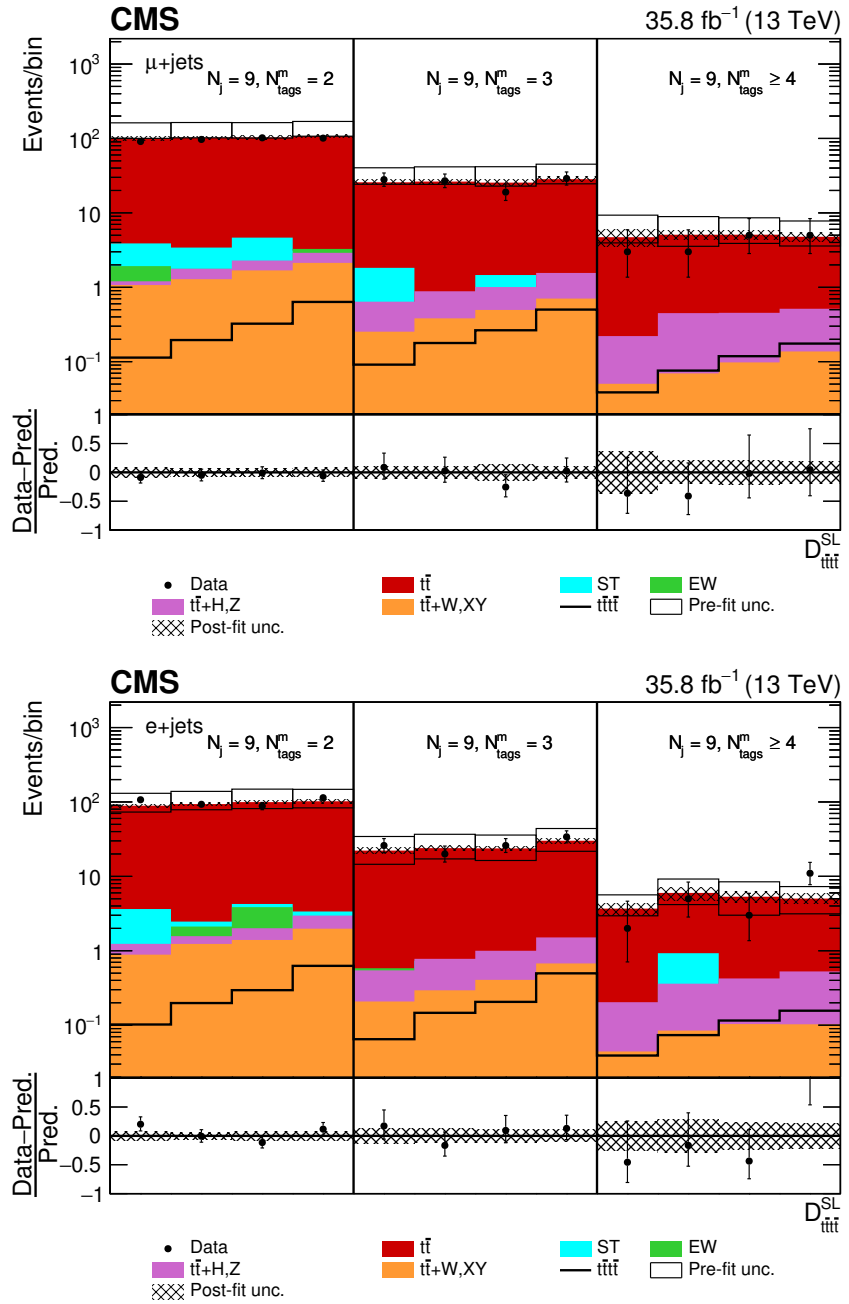 CMS 35.8 fb⁻¹ (13 TeV)
Events/bin
μ+jets
N_j = 9, N^m_tags = 2
N_j = 9, N^m_tags = 3
N_j = 9, N^m_tags ≥ 4
10³
10²
10
1
10⁻¹
Data−Pred.
Pred.
1
0.5
0
−0.5
−1
D^SL_tt̄tt̄
Data tt̄ ST EW
tt̄+H,Z tt̄+W,XY tt̄tt̄ Pre-fit unc.
Post-fit unc.
CMS 35.8 fb⁻¹ (13 TeV)
Events/bin
e+jets
N_j = 9, N^m_tags = 2
N_j = 9, N^m_tags = 3
N_j = 9, N^m_tags ≥ 4
10³
10²
10
1
10⁻¹
Data−Pred.
Pred.
1
0.5
0
−0.5
−1
D^SL_tt̄tt̄
Data tt̄ ST EW
tt̄+H,Z tt̄+W,XY tt̄tt̄ Pre-fit unc.
Post-fit unc.